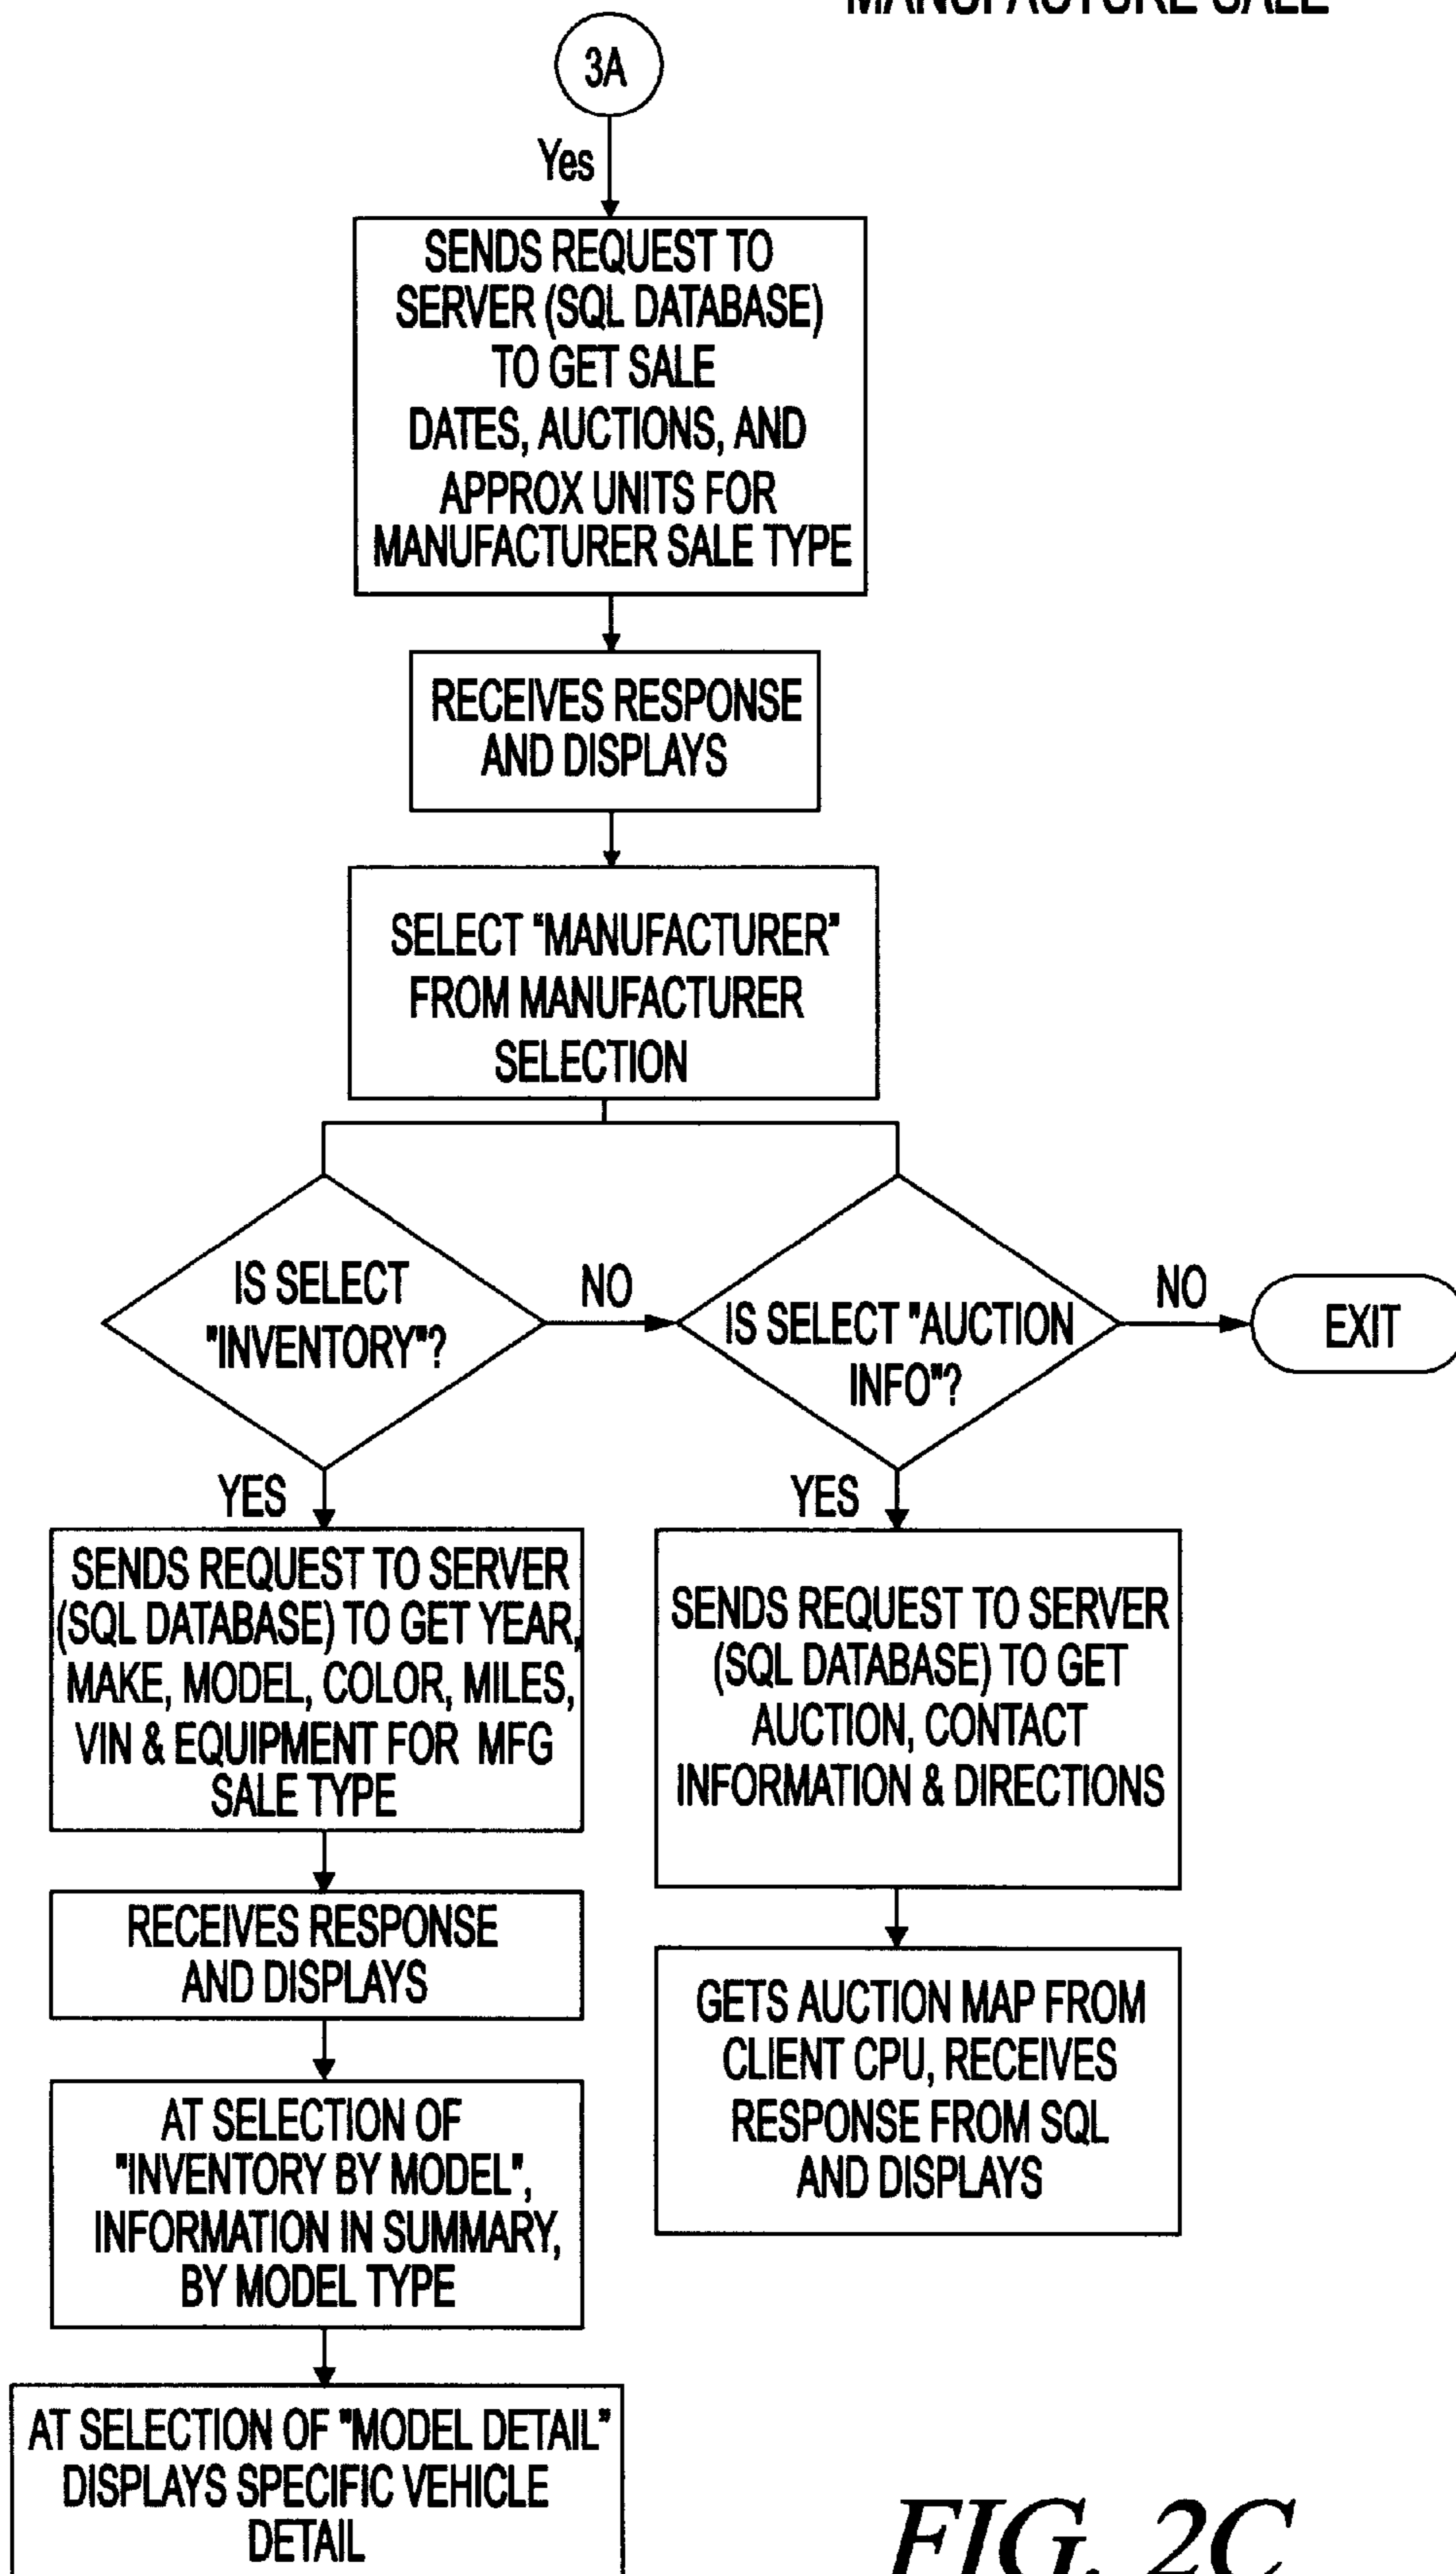 MANUFACTURE SALE
3A
Yes
SENDS REQUEST TO
SERVER (SQL DATABASE)
TO GET SALE
DATES, AUCTIONS, AND
APPROX UNITS FOR
MANUFACTURER SALE TYPE
RECEIVES RESPONSE
AND DISPLAYS
SELECT "MANUFACTURER"
FROM MANUFACTURER
SELECTION
IS SELECT
"INVENTORY"?
NO
IS SELECT "AUCTION
INFO"?
NO
EXIT
YES
SENDS REQUEST TO SERVER
(SQL DATABASE) TO GET YEAR,
MAKE, MODEL, COLOR, MILES,
VIN & EQUIPMENT FOR MFG
SALE TYPE
RECEIVES RESPONSE
AND DISPLAYS
AT SELECTION OF
"INVENTORY BY MODEL",
INFORMATION IN SUMMARY,
BY MODEL TYPE
AT SELECTION OF "MODEL DETAIL"
DISPLAYS SPECIFIC VEHICLE
DETAIL
YES
SENDS REQUEST TO SERVER
(SQL DATABASE) TO GET
AUCTION, CONTACT
INFORMATION & DIRECTIONS
GETS AUCTION MAP FROM
CLIENT CPU, RECEIVES
RESPONSE FROM SQL
AND DISPLAYS
FIG. 2C